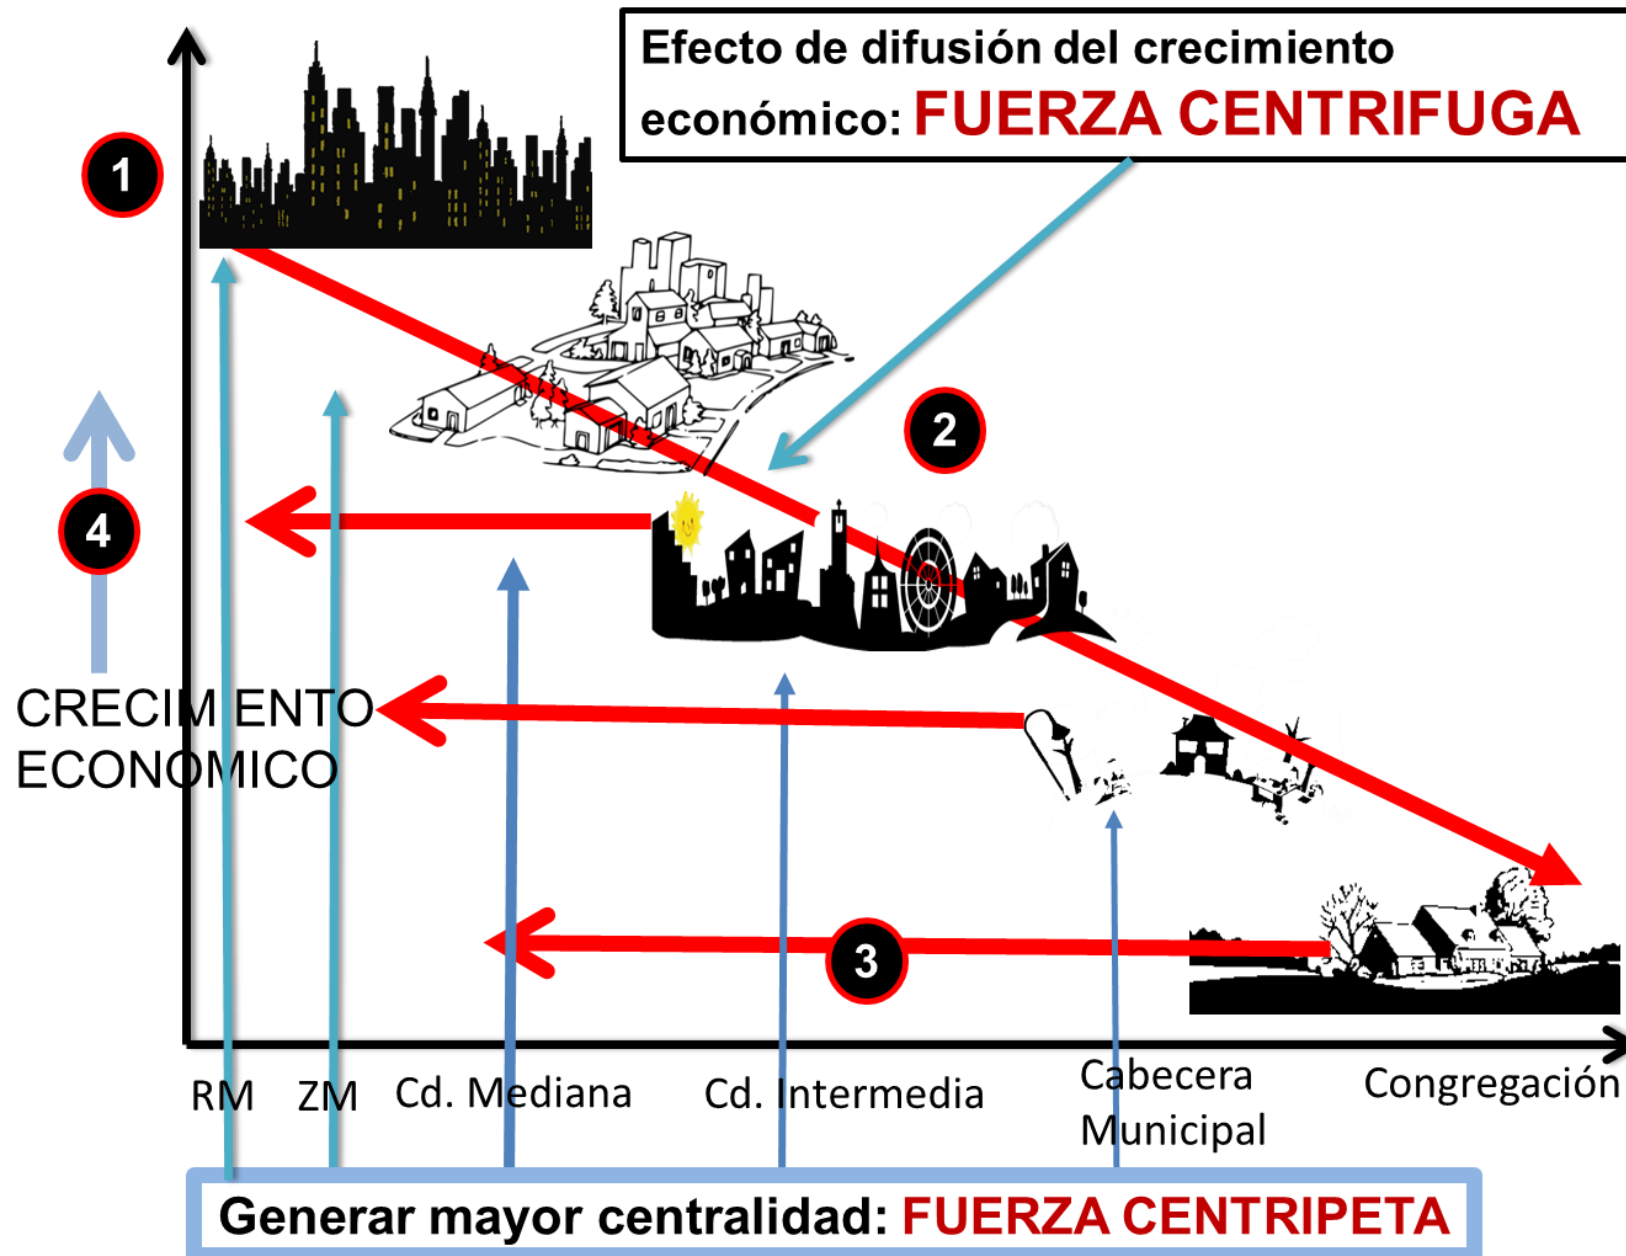 Efecto de difusión del crecimiento
económico: FUERZA CENTRIFUGA
1
2
4
CRECIMIENTO
ECONÓMICO
3
RM
ZM
Cd. Mediana
Cd. Intermedia
Cabecera
Municipal
Congregación
Generar mayor centralidad: FUERZA CENTRIPETA